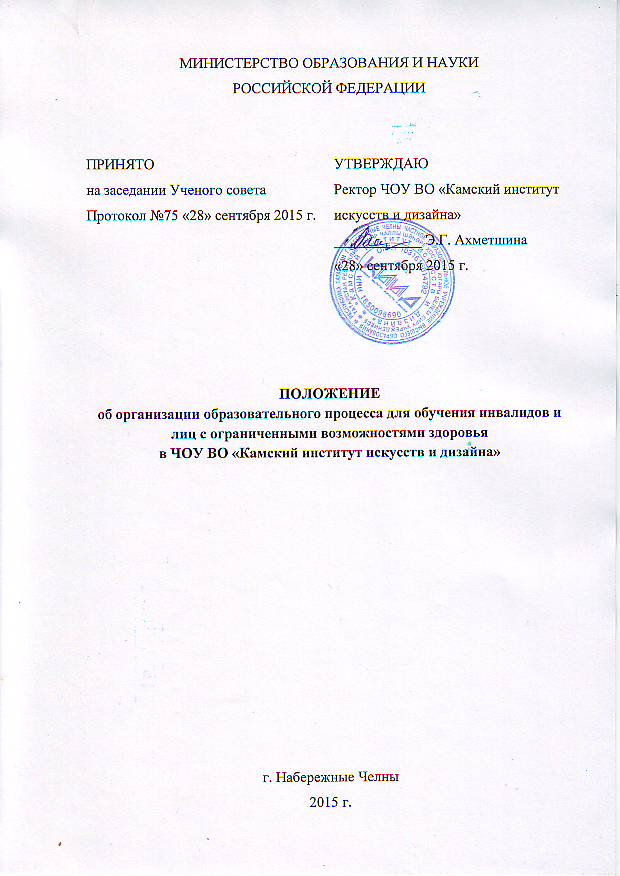 МИНИСТЕРСТВО ОБРАЗОВАНИЯ И НАУКИ
РОССИЙСКОЙ ФЕДЕРАЦИИ
ПРИНЯТО
на заседании Ученого совета
Протокол №75 «28» сентября 2015 г.
УТВЕРЖДАЮ
Ректор ЧОУ ВО «Камский институт
искусств и дизайна»
Э.Г. Ахметшина
«28» сентября 2015 г.
ПОЛОЖЕНИЕ
об организации образовательного процесса для обучения инвалидов и
лиц с ограниченными возможностями здоровья
в ЧОУ ВО «Камский институт искусств и дизайна»
г. Набережные Челны
2015 г.